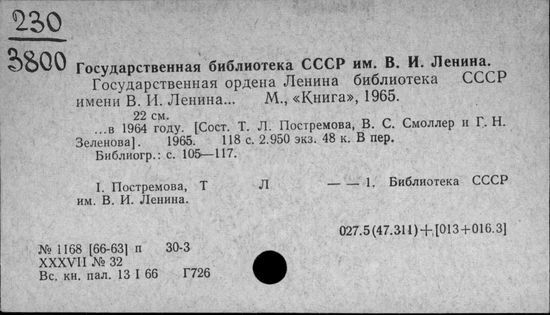 230
3800
Государственная библиотека СССР им. В. И. Ленина.
Государственная ордена Ленина библиотека СССР
имени В. И. Ленина... М., «Книга», 1965.
22 см.
...в 1964 году. [Сост. Т. Л. Постремова, В. С. Смоллер и Г. Н.
Зеленова]. 1965. 118 с. 2.950 экз. 48 к. В пер.
Библиогр.: с. 105—117.
I. Постремова, Т Л — — 1. Библиотека СССР
им. В. И. Ленина.
027.5(47.311)+[013+016.3]
№ 1168 [66-63] п 30-3
XXXVII № 32
Вс. кн. пал. 13 I 66 Г726